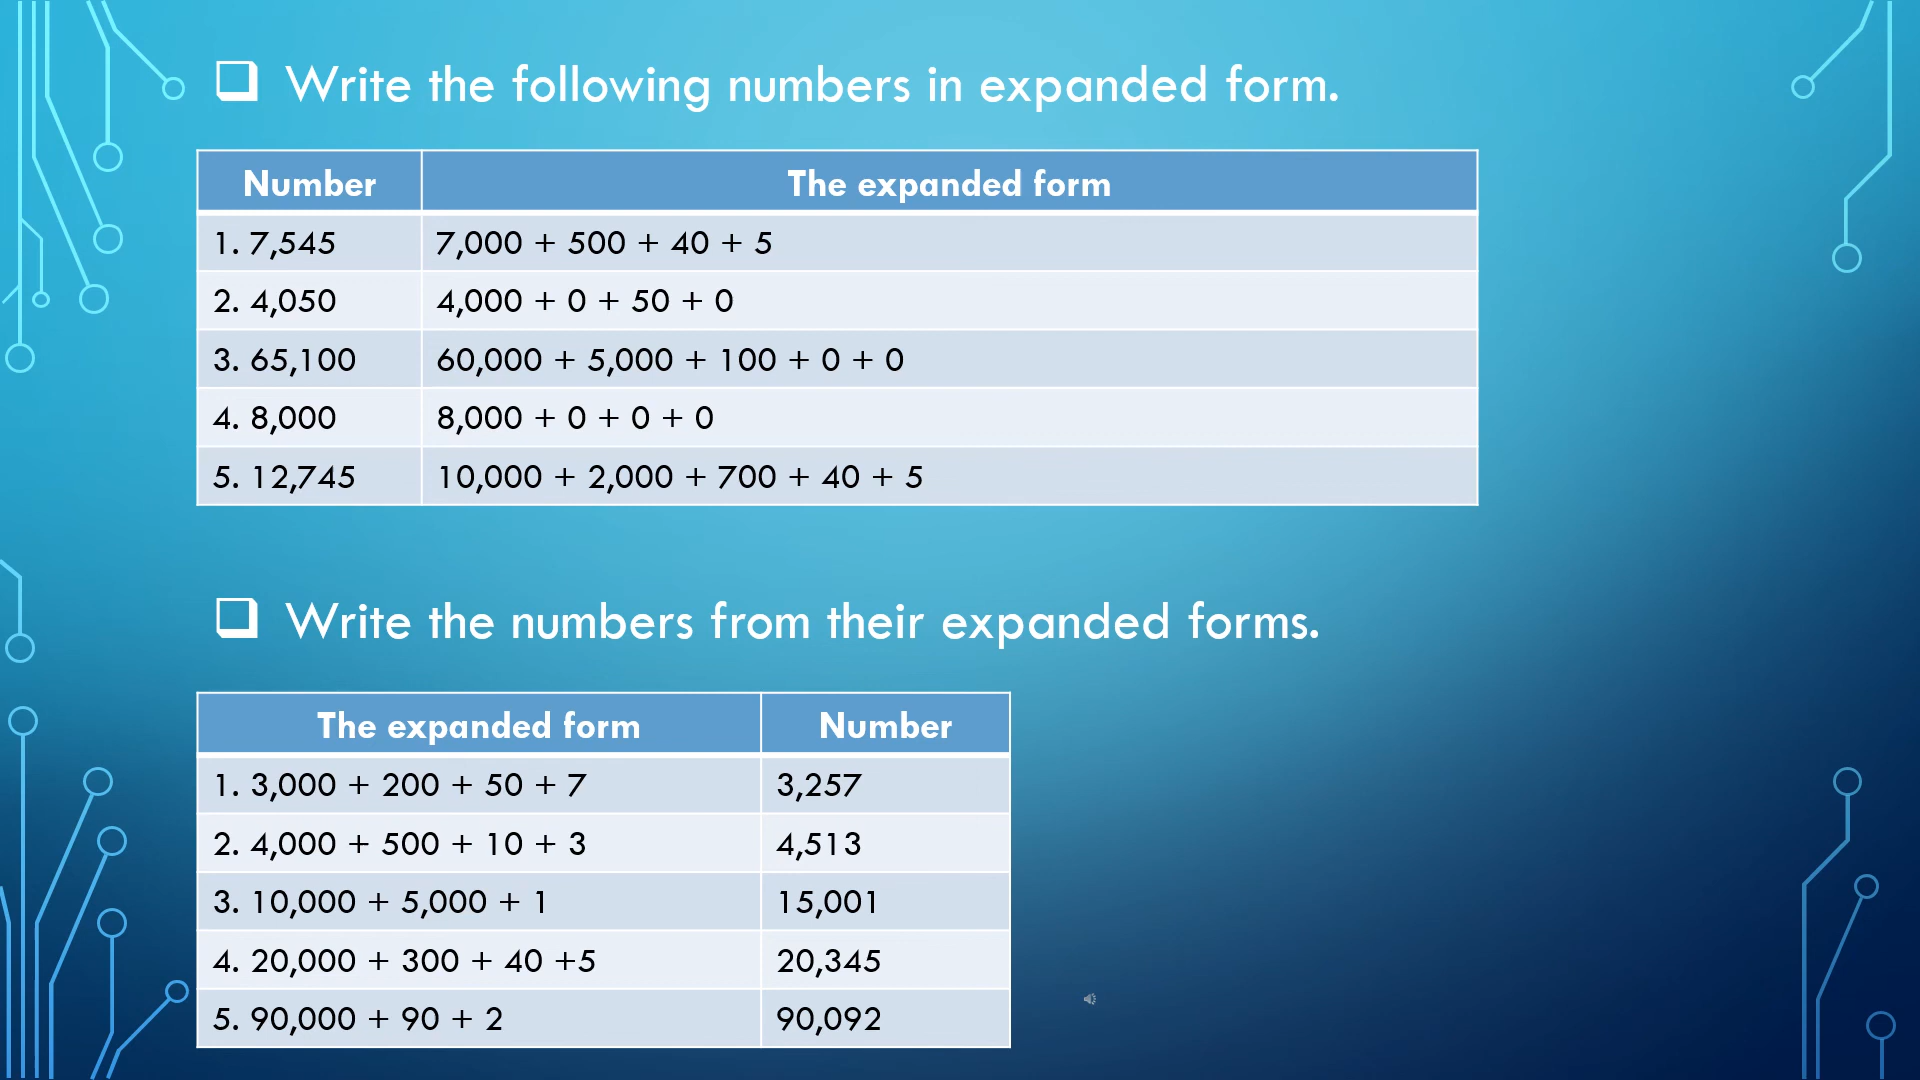 Write the following numbers in expanded form.
Number The expanded form
1. 7,545 7,000 + 500 + 40 + 5
2. 4,050 4,000 + 0 + 50 + 0
3. 65,100 60,000 + 5,000 + 100 + 0 + 0
4. 8,000 8,000 + 0 + 0 + 0
5. 12,745 10,000 + 2,000 + 700 + 40 + 5
Write the numbers from their expanded forms.
The expanded form Number
1. 3,000 + 200 + 50 + 7 3,257
2. 4,000 + 500 + 10 + 3 4,513
3. 10,000 + 5,000 + 1 15,001
4. 20,000 + 300 + 40 +5 20,345
5. 90,000 + 90 + 2 90,092